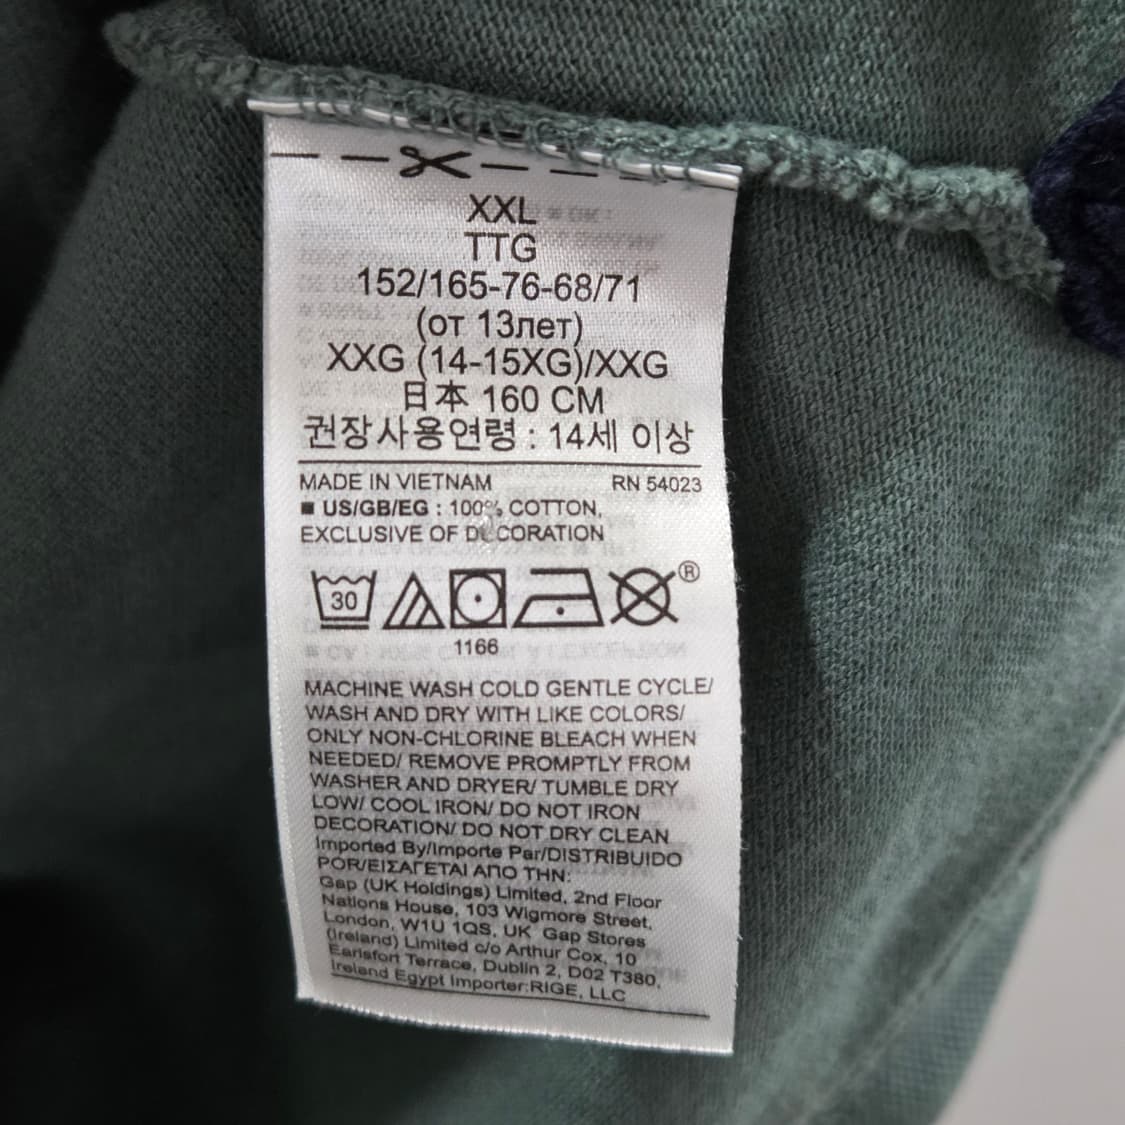 XXL
TTG
152/165-76-68/71
(от 13лет)
XXG (14-15XG)/XXG
日本 160 CM
권장사용연령 : 14세 이상
MADE IN VIETNAM RN 54023
■ US/GB/EG : 100% COTTON,
EXCLUSIVE OF DECORATION
30 ®
1166
MACHINE WASH COLD GENTLE CYCLE/
WASH AND DRY WITH LIKE COLORS/
ONLY NON-CHLORINE BLEACH WHEN
NEEDED/ REMOVE PROMPTLY FROM
WASHER AND DRYER/ TUMBLE DRY
LOW/ COOL IRON/ DO NOT IRON
DECORATION/ DO NOT DRY CLEAN
Imported By/Importe Par/DISTRIBUIDO
POR/ΕΙΣΑΓΕΤΑΙ ΑΠΟ ΤΗΝ:
Gap (UK Holdings) Limited, 2nd Floor
Nations House, 103 Wigmore Street,
London, W1U 1QS, UK Gap Stores
(Ireland) Limited c/o Arthur Cox, 10
Earlsfort Terrace, Dublin 2, D02 T380,
Ireland Egypt Importer:RIGE, LLC